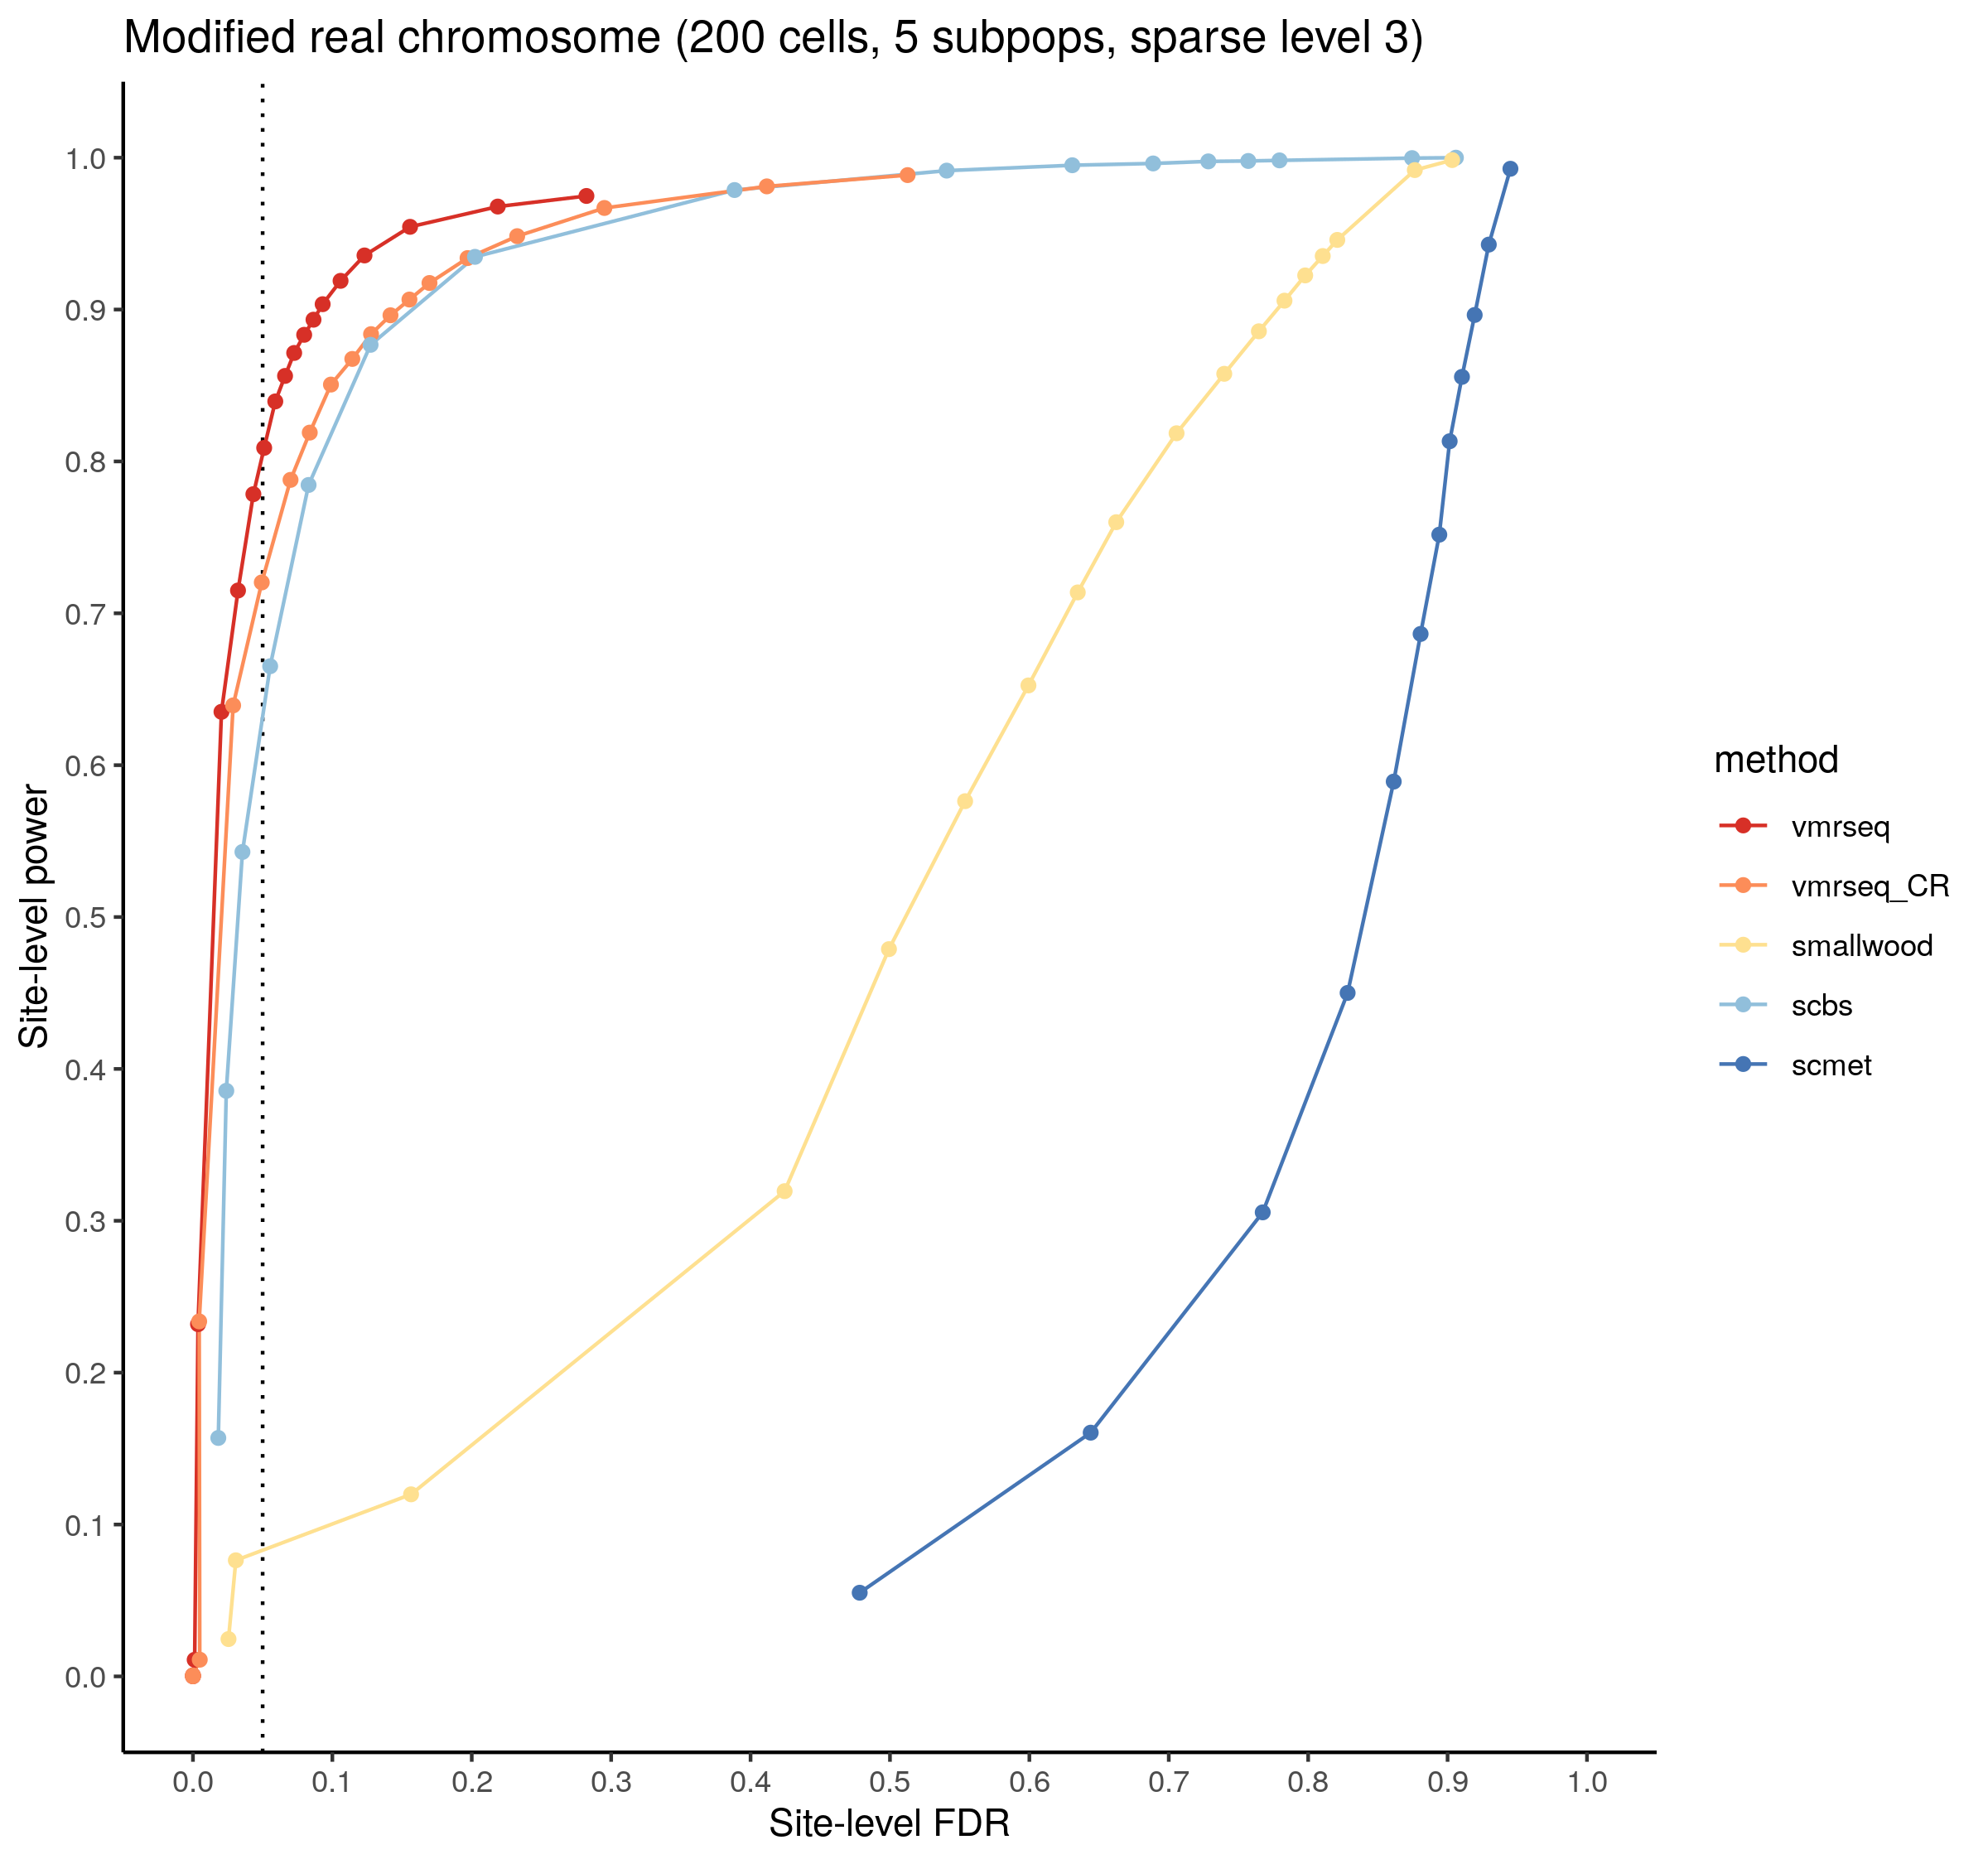 Modified real chromosome (200 cells, 5 subpops, sparse level 3)
Site-level power
1.0
0.9
0.8
0.7
0.6
0.5
0.4
0.3
0.2
0.1
0.0
0.0 0.1 0.2 0.3 0.4 0.5 0.6 0.7 0.8 0.9 1.0
Site-level FDR
method
vmrseq
vmrseq_CR
smallwood
scbs
scmet